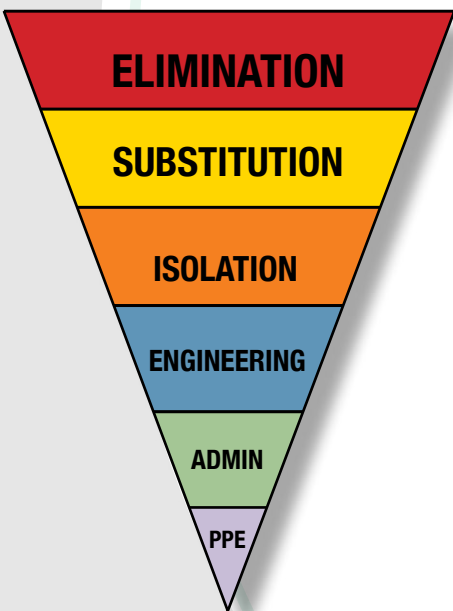 ELIMINATION
SUBSTITUTION
ISOLATION
ENGINEERING
ADMIN
PPE